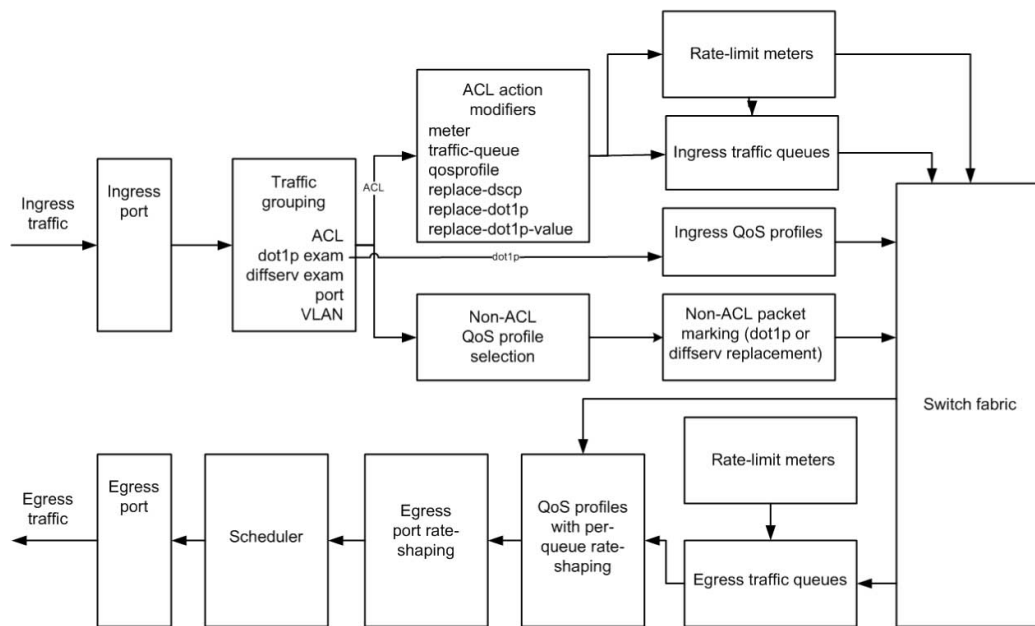 Ingress
traffic
Ingress
port
Traffic
grouping
ACL
dot1p exam
diffserv exam
port
VLAN
ACL
dot1p
ACL action
modifiers
meter
traffic-queue
qosprofile
replace-dscp
replace-dot1p
replace-dot1p-value
Rate-limit meters
Ingress traffic queues
Ingress QoS profiles
Non-ACL
QoS profile
selection
Non-ACL packet
marking (dot1p or
diffserv replacement)
Switch fabric
Rate-limit meters
Egress traffic queues
QoS profiles
with per-
queue rate-
shaping
Egress
port rate-
shaping
Scheduler
Egress
port
Egress
traffic